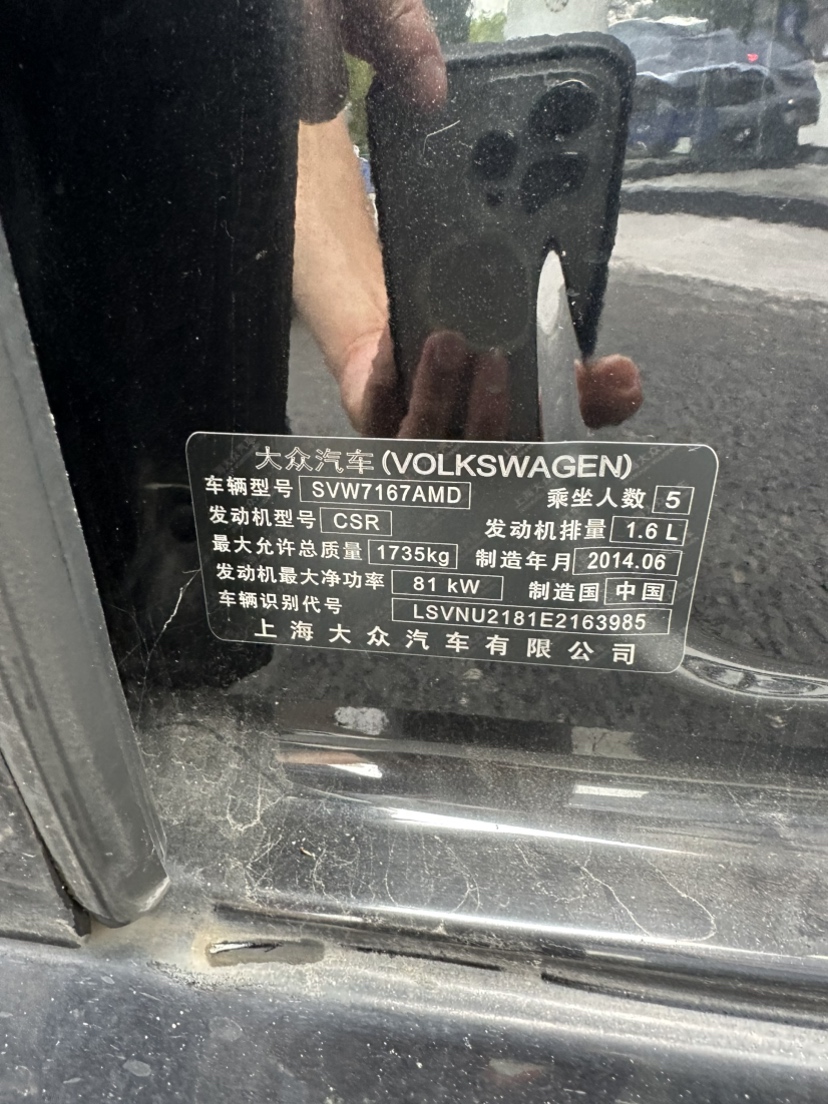 大众汽车(VOLKSWAGEN)
车辆型号 SVW7167AMD 乘坐人数 5
发动机型号 CSR 发动机排量 1.6 L
最大允许总质量 1735kg 制造年月 2014.06
发动机最大净功率 81 kW 制造国 中国
车辆识别代号 LSVNU2181E2163985
上海大众汽车有限公司